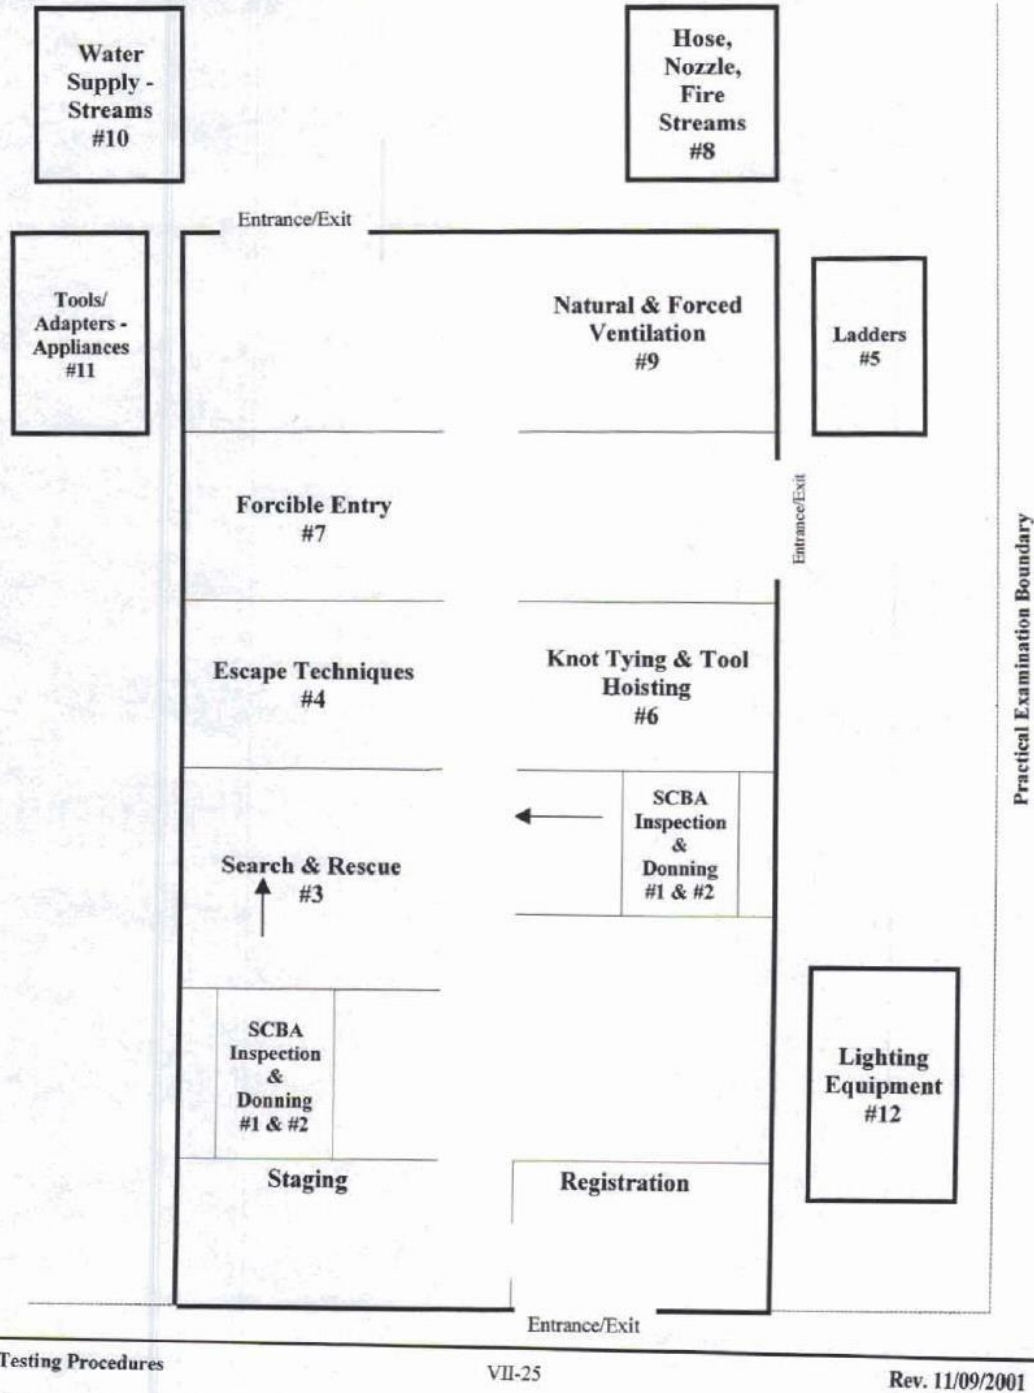 Water
Supply -
Streams
#10
Hose,
Nozzle,
Fire
Streams
#8
Entrance/Exit
Tools/
Adapters -
Appliances
#11
Natural & Forced
Ventilation
#9
Ladders
#5
Forcible Entry
#7
Entrance/Exit
Practical Examination Boundary
Escape Techniques
#4
Knot Tying & Tool
Hoisting
#6
Search & Rescue
#3
SCBA
Inspection
&
Donning
#1 & #2
SCBA
Inspection
&
Donning
#1 & #2
Lighting
Equipment
#12
Staging
Registration
Entrance/Exit
Testing Procedures
VII-25
Rev. 11/09/2001